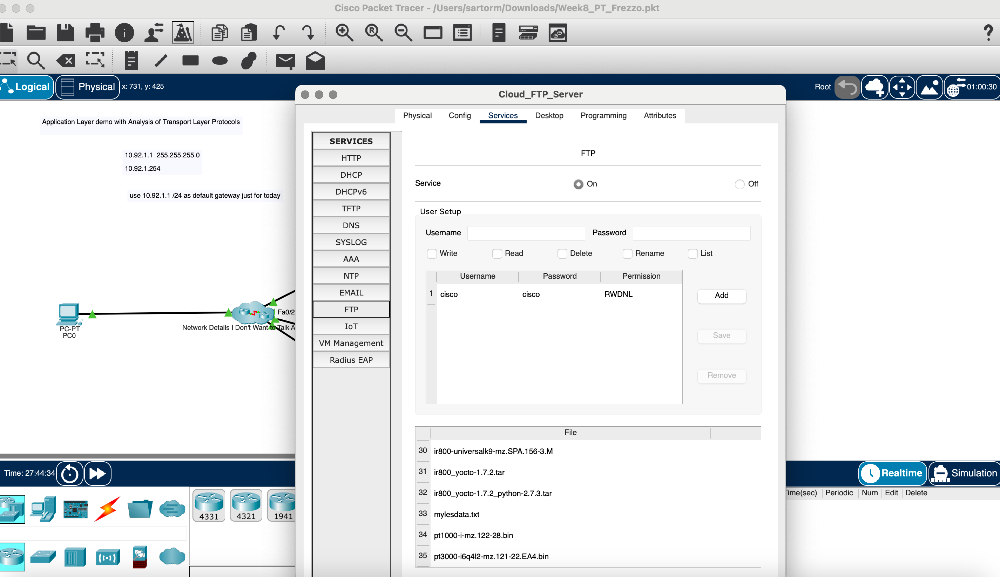 Cisco Packet Tracer - /Users/sartorm/Downloads/Week8_PT_Frezzo.pkt
Logical
Physical
x: 731, y: 425
Root
01:00:30
Application Layer demo with Analysis of Transport Layer Protocols
10.92.1.1 255.255.255.0
10.92.1.254
use 10.92.1.1 /24 as default gateway just for today
PC-PT
PC0
Fa0/2
Network Details I Don't Want to Talk A
Cloud_FTP_Server
Physical
Config
Services
Desktop
Programming
Attributes
SERVICES
HTTP
DHCP
DHCPv6
TFTP
DNS
SYSLOG
AAA
NTP
EMAIL
FTP
IoT
VM Management
Radius EAP
FTP
Service
On
Off
User Setup
Username
Password
Write
Read
Delete
Rename
List
Username Password Permission
1 cisco cisco RWDNL
Add
Save
Remove
File
30 ir800-universalk9-mz.SPA.156-3.M
31 ir800_yocto-1.7.2.tar
32 ir800_yocto-1.7.2_python-2.7.3.tar
33 mylesdata.txt
34 pt1000-i-mz.122-28.bin
35 pt3000-i6q4l2-mz.121-22.EA4.bin
Time: 27:44:34
Realtime
Simulation
Time(sec) Periodic Num Edit Delete
4331
4321
1941